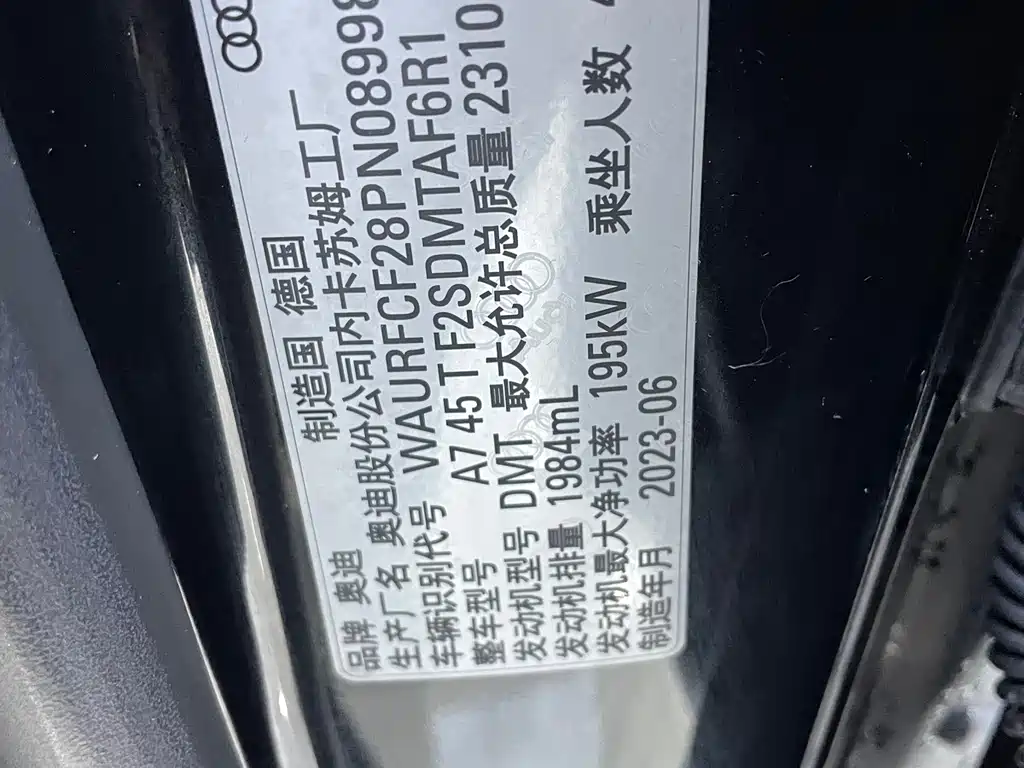 品牌 奥迪 制造国 德国
生产厂名 奥迪股份公司内卡苏姆工厂
车辆识别代号 WAURFCF28PN08998
整车型号 A7 45 T F2SDMTAF6R1
发动机型号 DMT 最大允许总质量 2310
发动机排量 1984mL
发动机最大净功率 195kW 乘坐人数
制造年月 2023-06